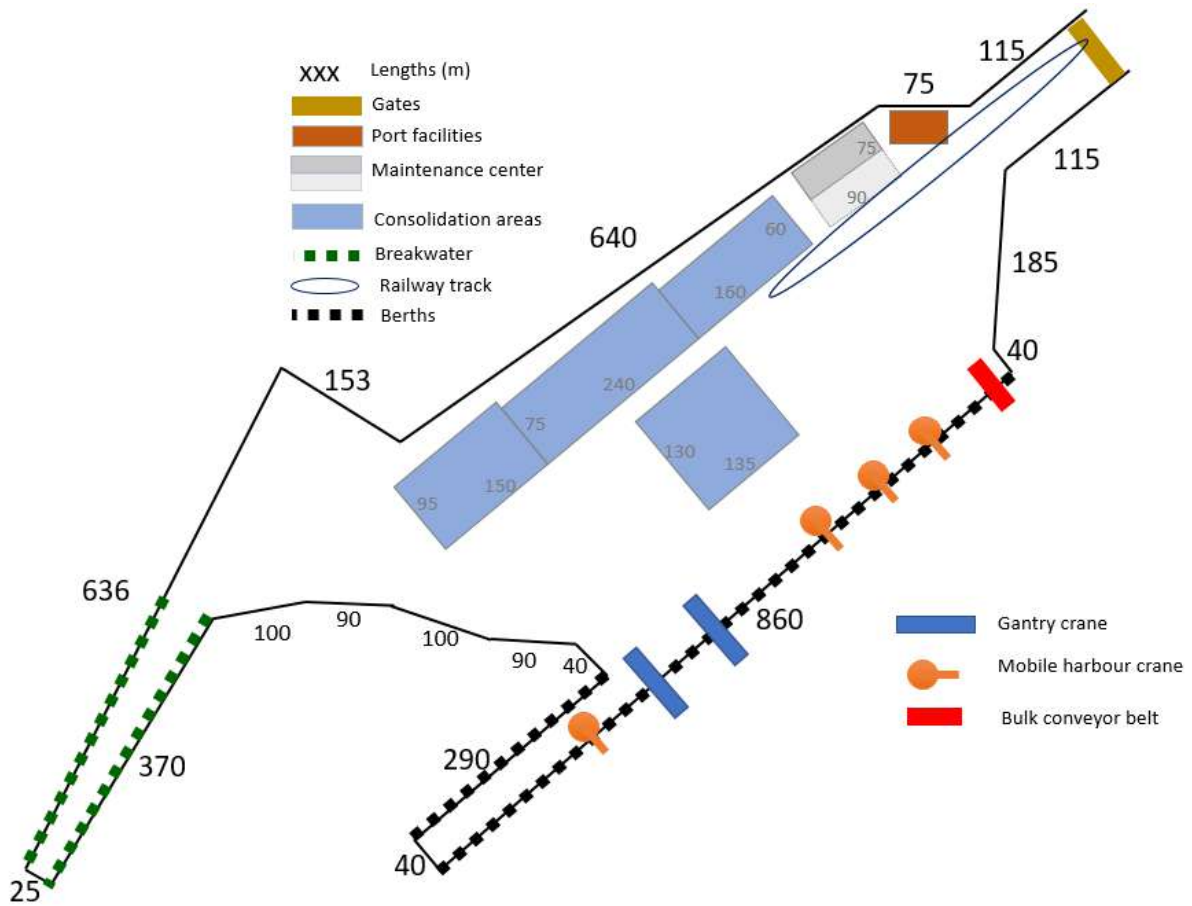 115
75
XXX Lengths (m)
Gates
Port facilities
Maintenance center
Consolidation areas
Breakwater
Railway track
Berths
75
90
115
60
640
160
185
153
240
40
75
130
135
95
150
636
100
90
100
90
40
860
Gantry crane
Mobile harbour crane
Bulk conveyor belt
370
290
40
25